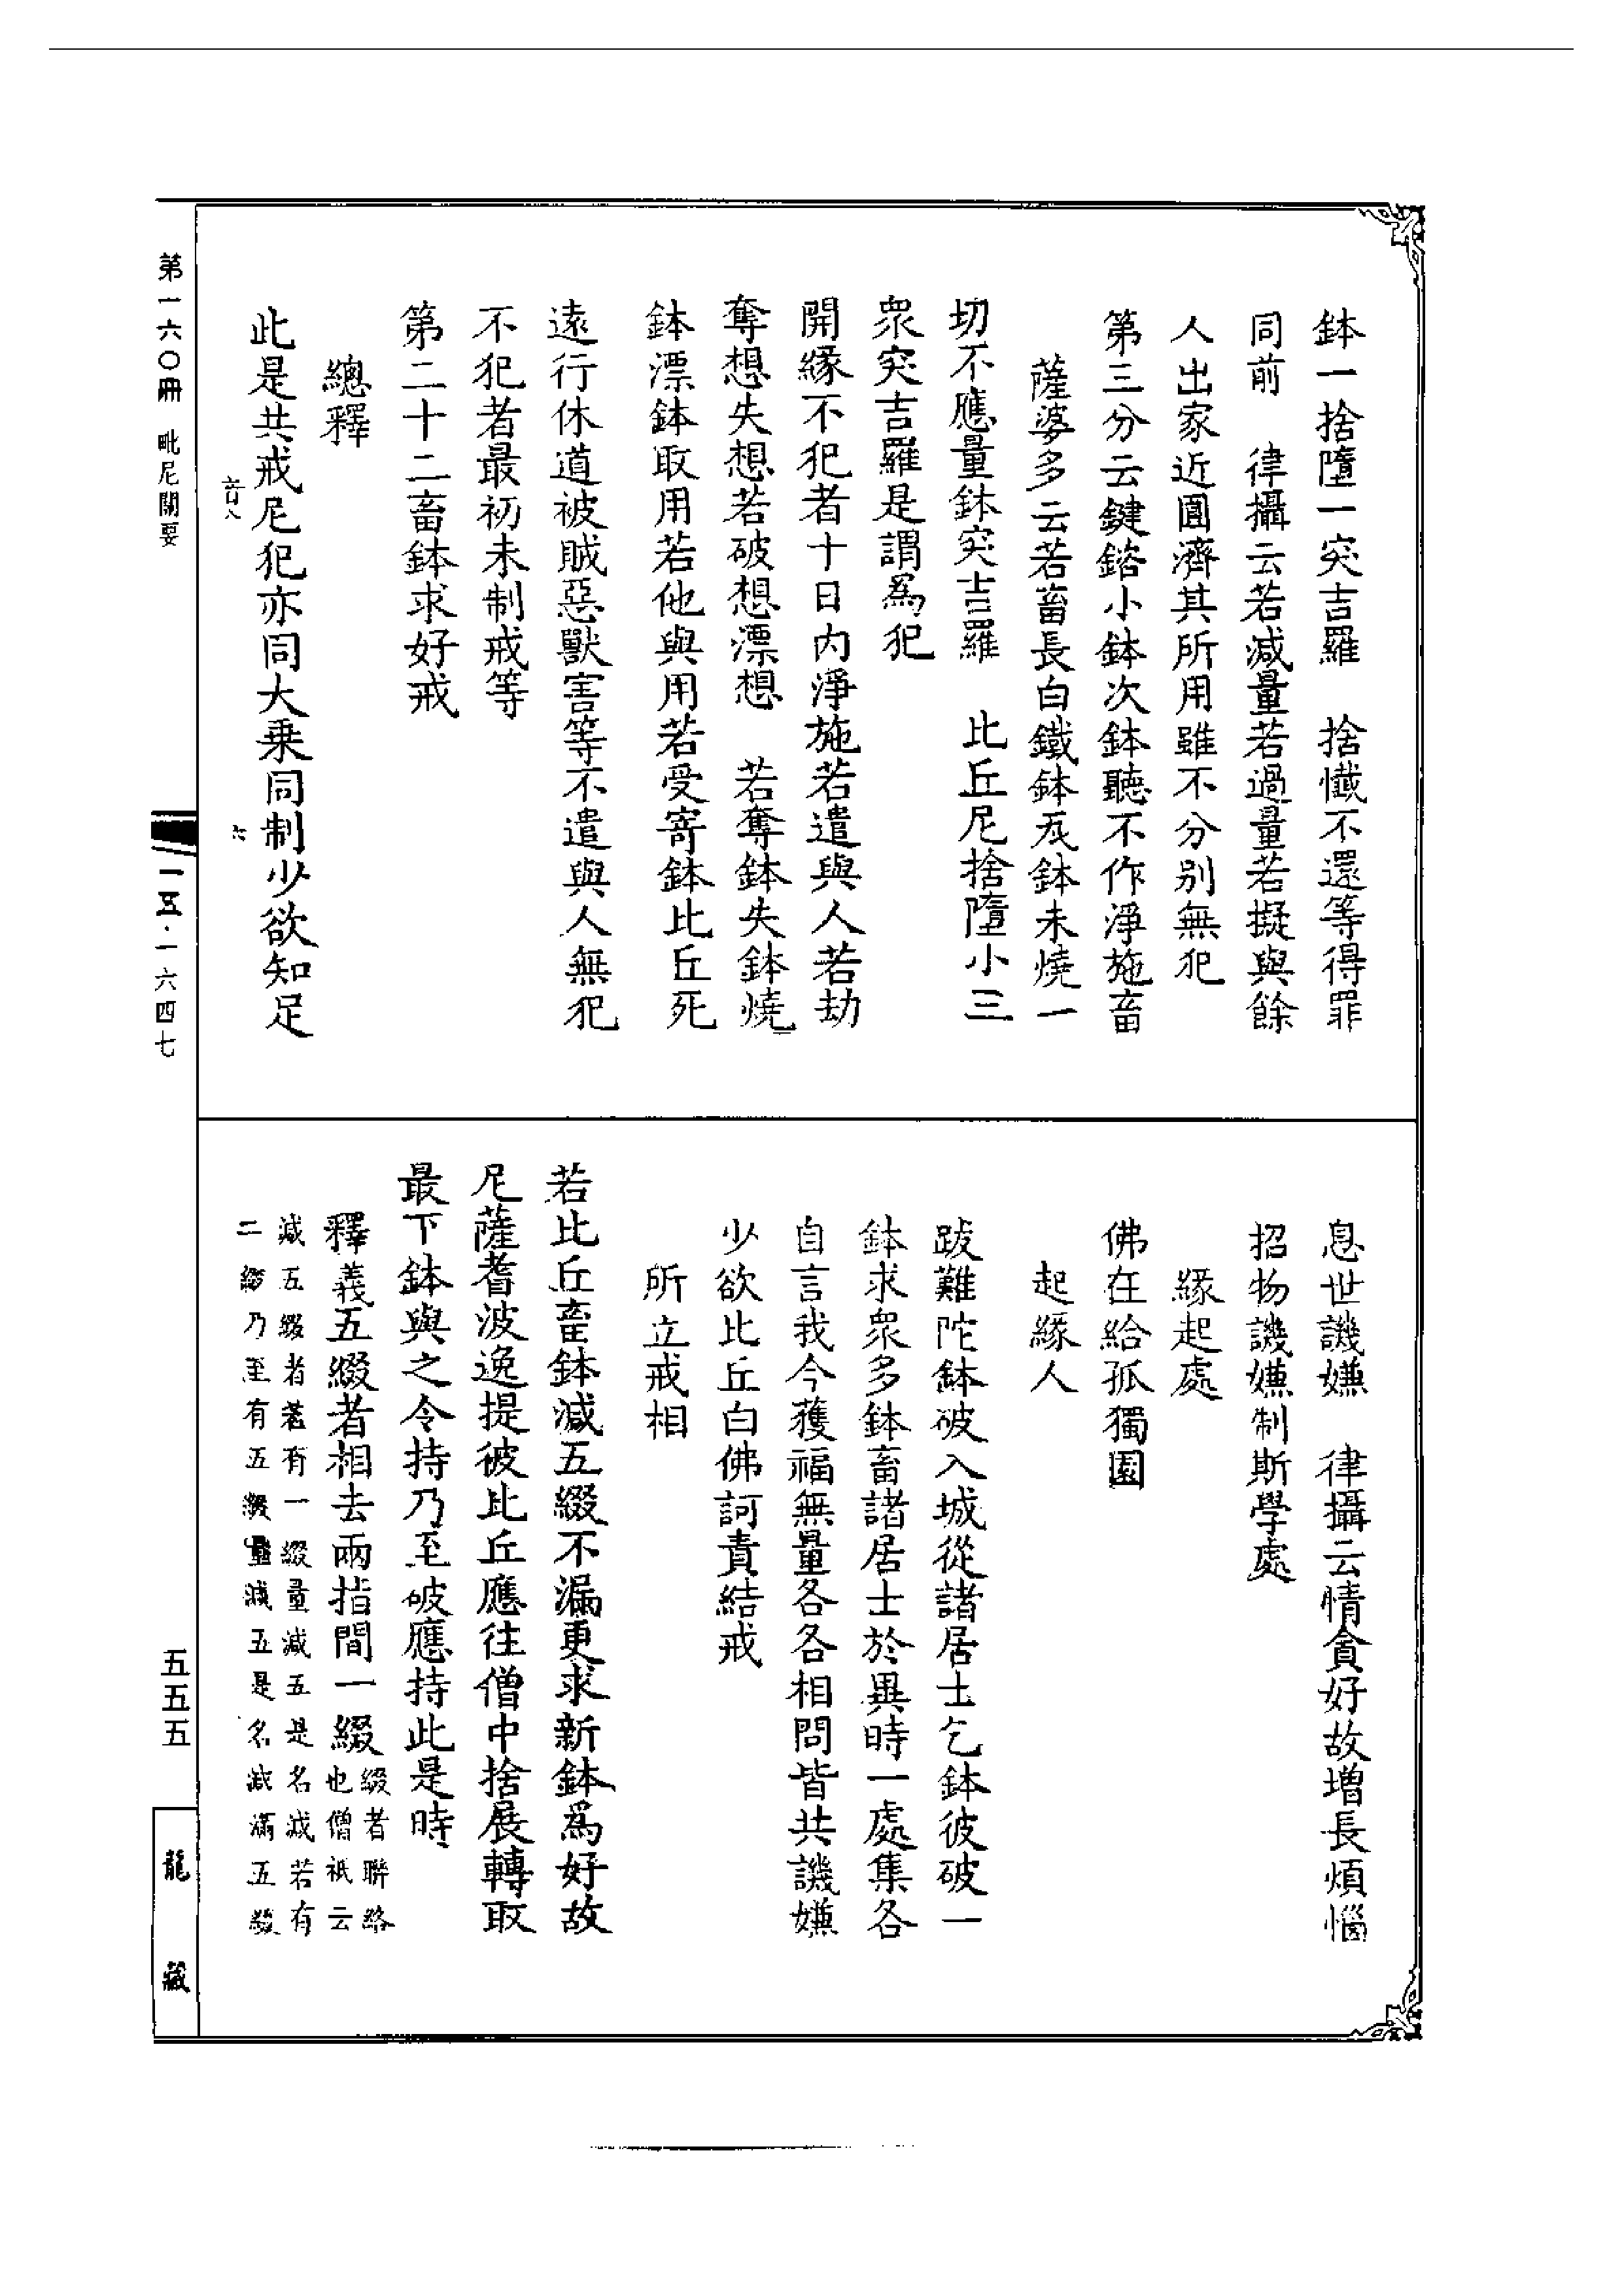 鉢一捨墮一突吉羅　捨懺不還等得罪
同前　律攝云若減量若過量若擬與餘
人出家近圓濟其所用雖不分別無犯
第三分云鍵鎔小鉢次鉢聽不作淨施畜
薩婆多云若畜長白鐵鉢瓦鉢未燒一
切不應量鉢突吉羅　比丘尼捨墮小三
眾突吉羅是謂為犯
開緣不犯者十日內淨施若遣與人若劫
奪想失想若破想漂想　若奪鉢失鉢燒
鉢漂鉢取用若他與用若受寄鉢比丘死
遠行休道被賊惡獸害等不遣與人無犯
不犯者最初未制戒等
第二十二畜鉢求好戒
總釋
此是共戒尼犯亦同大乘同制少欲知足
息世譏嫌　律攝云情貪好故增長煩惱
招物譏嫌制斯學處
緣起處
佛在給孤獨園
起緣人
跋難陀鉢破入城從諸居士乞鉢彼破一
鉢求眾多鉢畜諸居士於異時一處集各
自言我今獲福無量各各相問皆共譏嫌
少欲比丘白佛訶責結戒
所立戒相
若比丘畜鉢減五綴不漏更求新鉢為好故
尼薩耆波逸提彼比丘應往僧中捨展轉取
最下鉢與之令持乃至破應持此是時
釋義五綴者相去兩指間一綴綴者聯絡
也僧祇云
減五綴者若有一綴量減五是名減若有
二綴乃至有五綴量減五是名減滿五綴
第一六〇冊　毗尼關要
六
一五·一六四七
五五五
龍藏